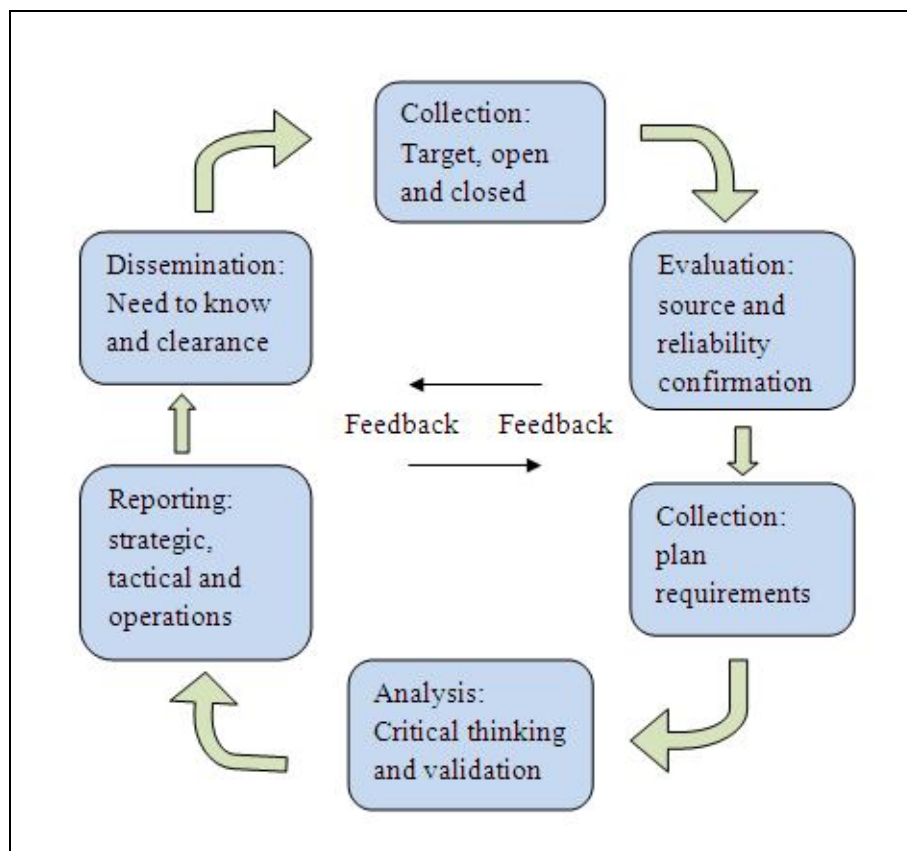 Collection:
Target, open
and closed
Evaluation:
source and
reliability
confirmation
Collection:
plan
requirements
Analysis:
Critical thinking
and validation
Reporting:
strategic,
tactical and
operations
Dissemination:
Need to know
and clearance
Feedback Feedback